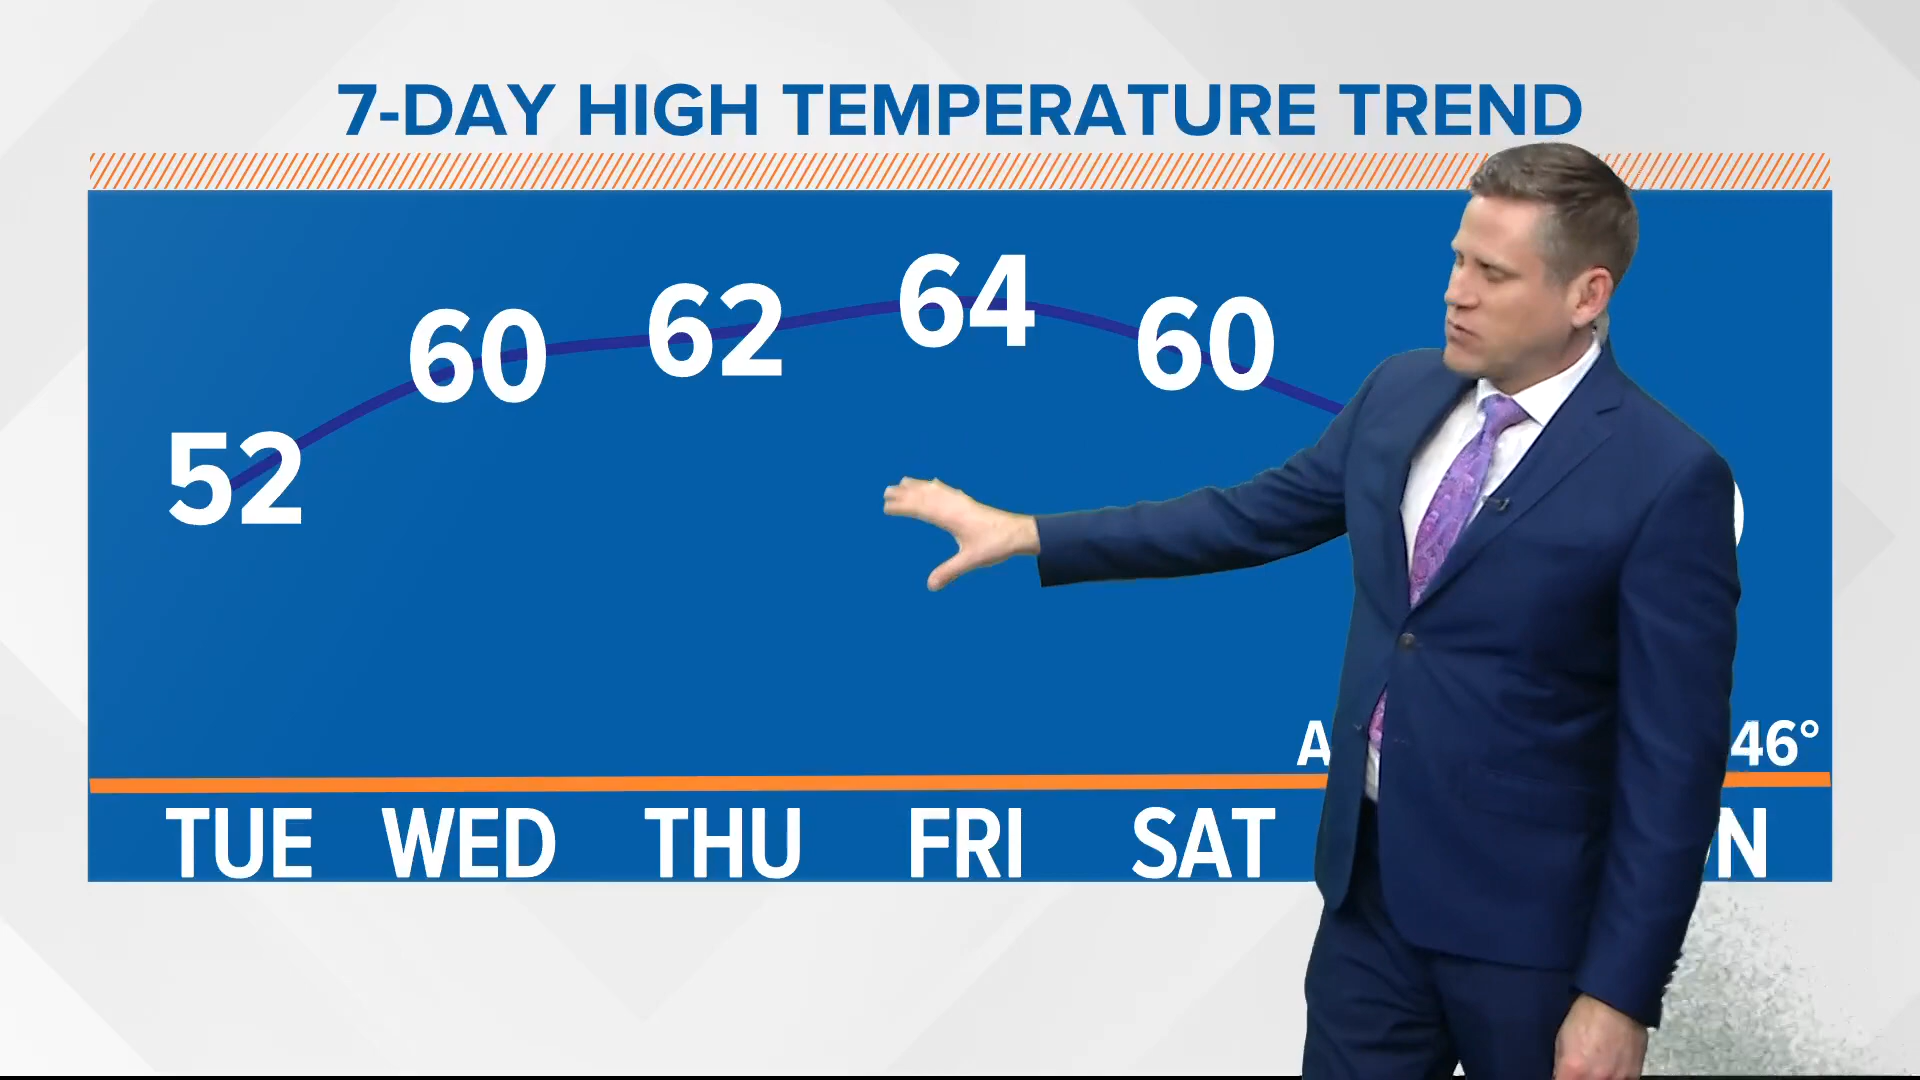 7-DAY HIGH TEMPERATURE TREND
52 60 62 64 60
46°
TUE WED THU FRI SAT